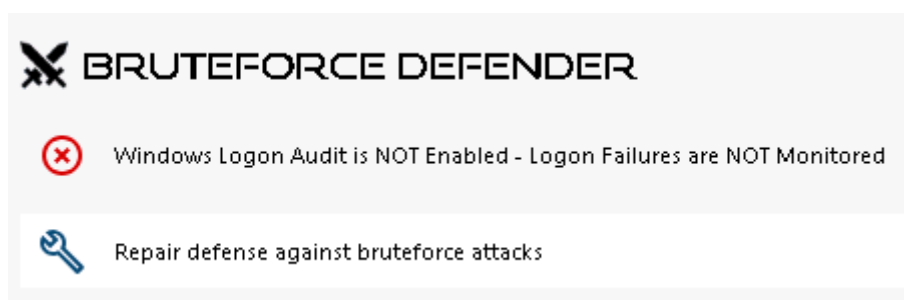 BRUTEFORCE DEFENDER
Windows Logon Audit is NOT Enabled - Logon Failures are NOT Monitored
Repair defense against bruteforce attacks